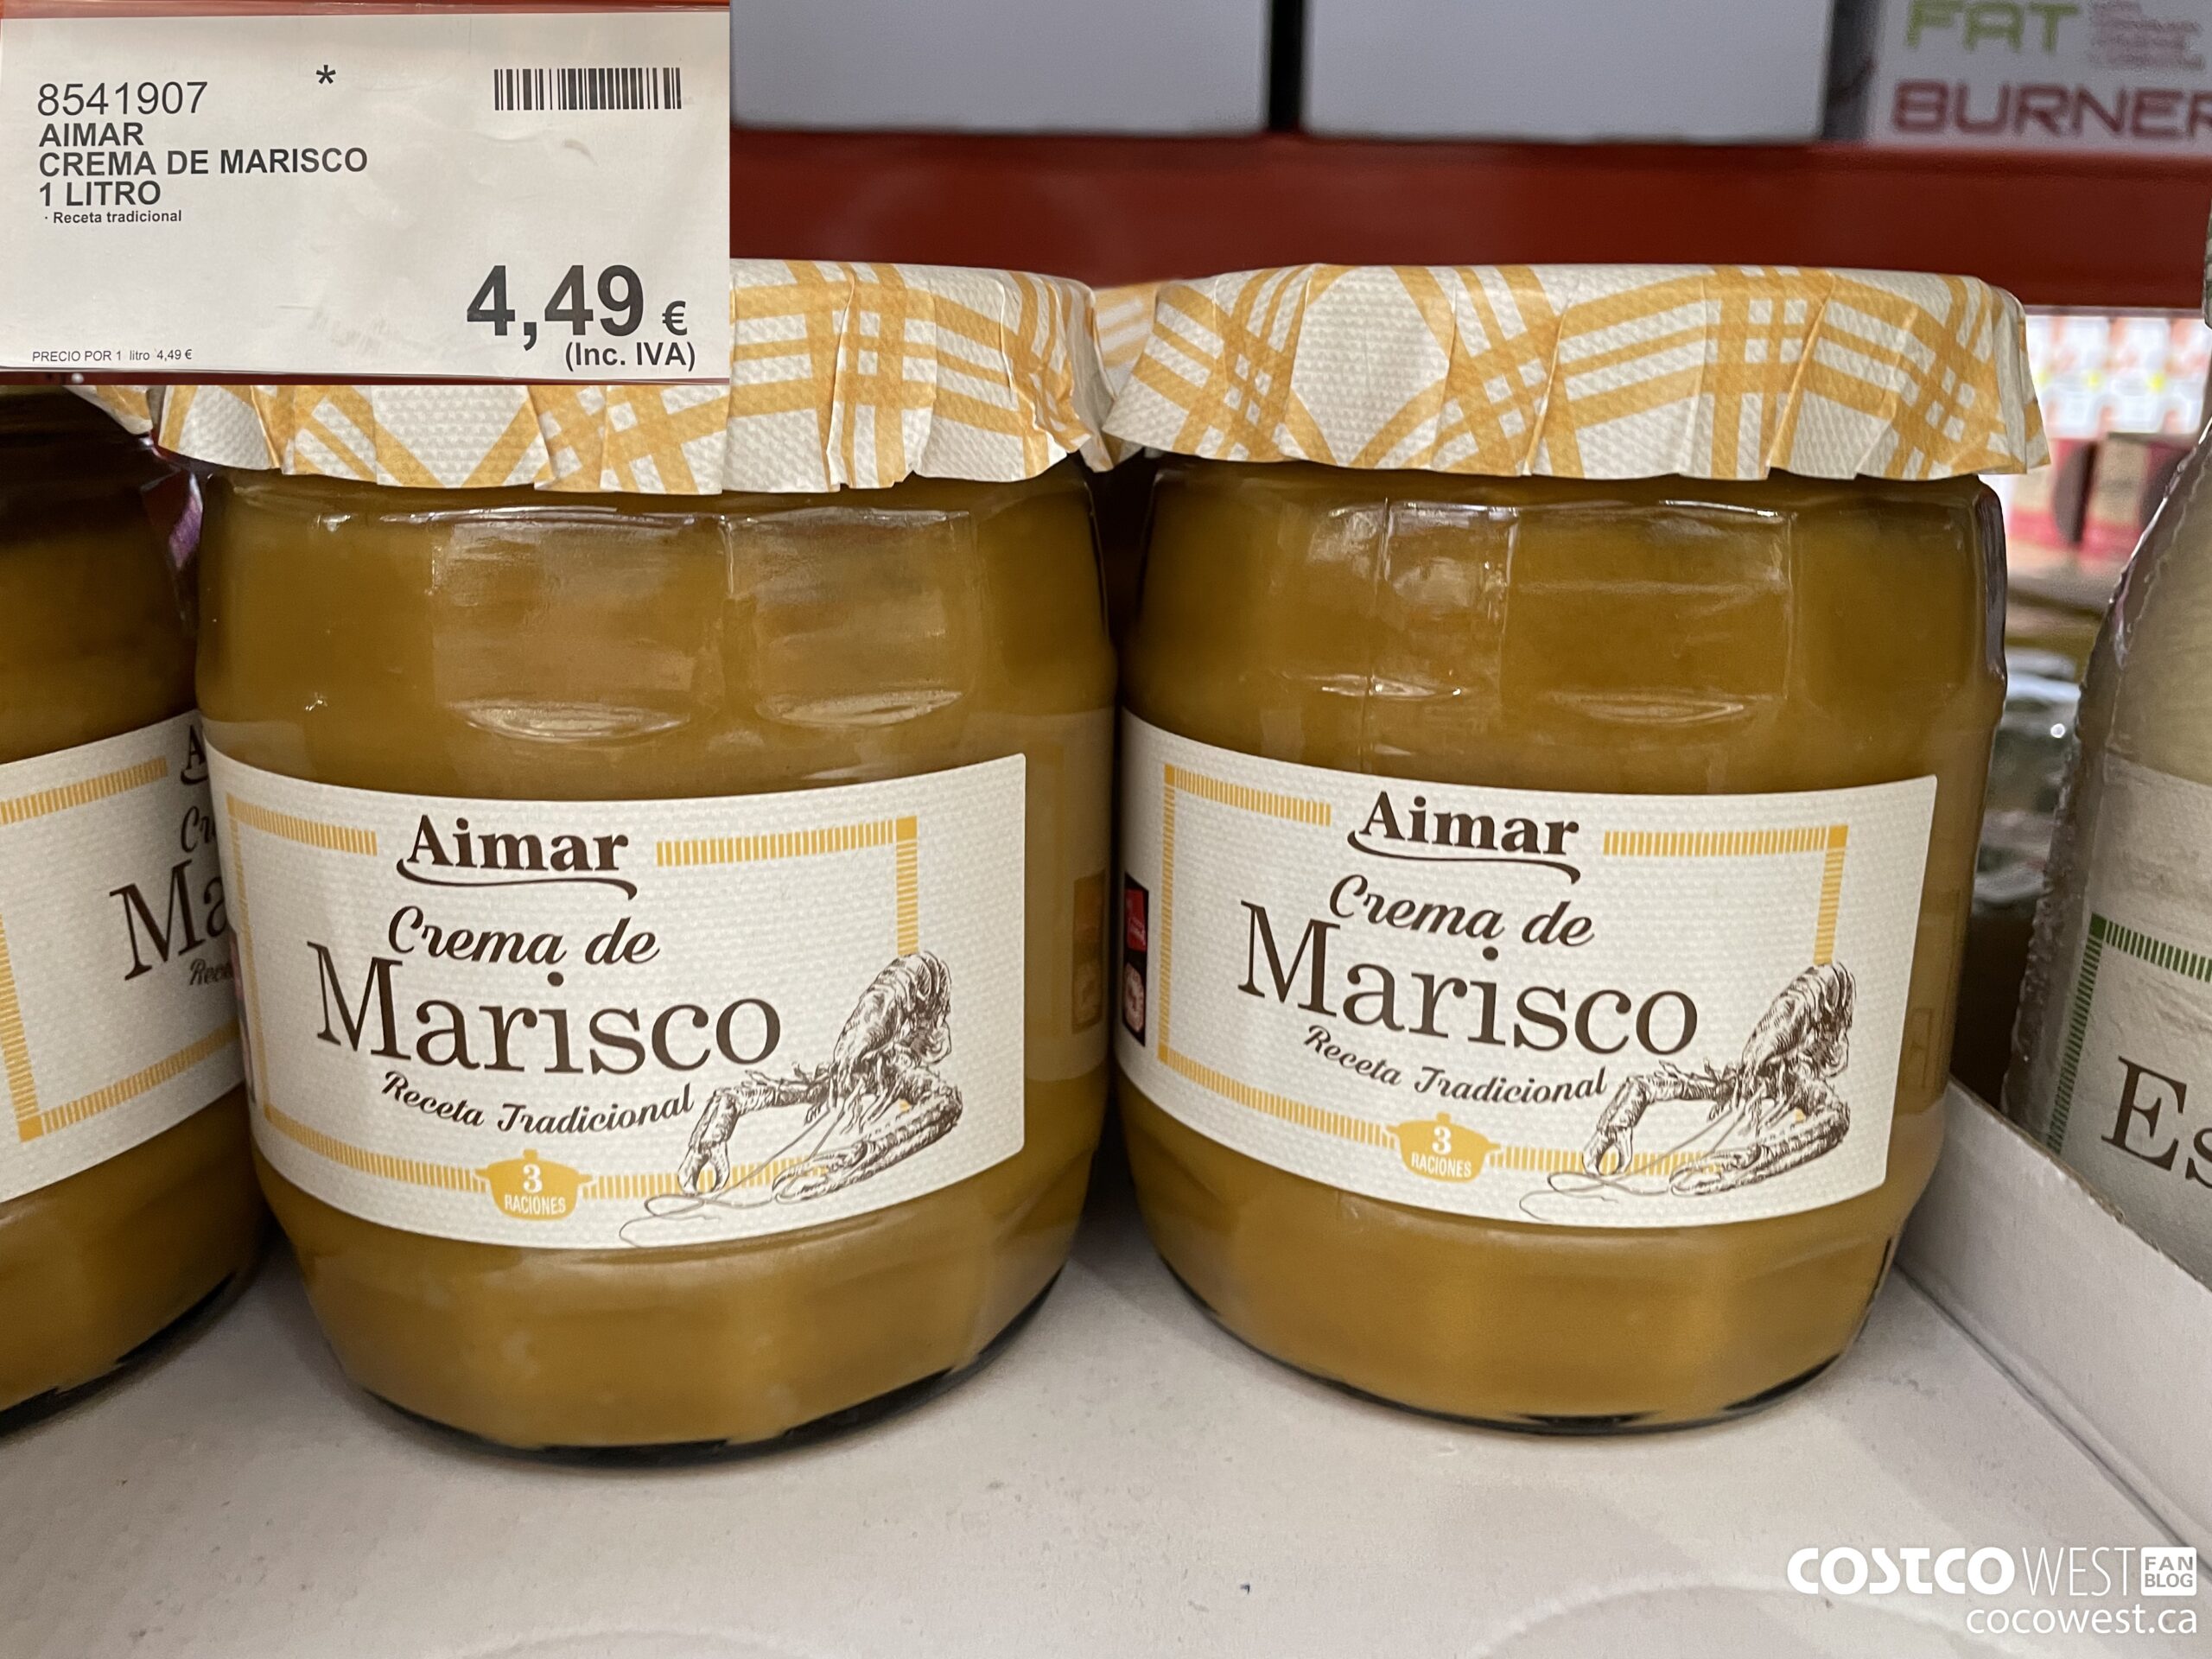 8541907 *
AIMAR
CREMA DE MARISCO
1 LITRO
· Receta tradicional
4,49 €
(Inc. IVA)
PRECIO POR 1 litro 4,49 €
FAT
BURNER
Aimar
Crema de
Marisco
Receta Tradicional
3
RACIONES
Aimar
Crema de
Marisco
Receta Tradicional
3
RACIONES
A
Cr
Ma
Rece
Es
COSTCO WEST FAN BLOG
cocowest.ca